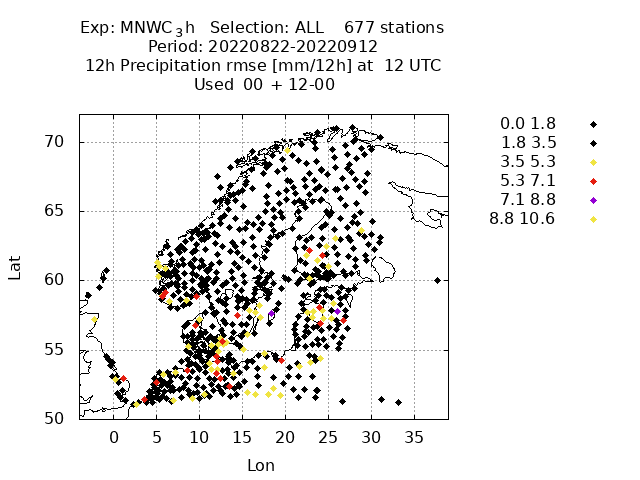 Exp: MNWC_3h   Selection: ALL    677 stations
Period: 20220822-20220912
12h Precipitation rmse [mm/12h] at  12 UTC
Used  00 + 12-00
0.0 1.8
1.8 3.5
3.5 5.3
5.3 7.1
7.1 8.8
8.8 10.6
70
65
60
55
50
Lat
0 5 10 15 20 25 30 35
Lon